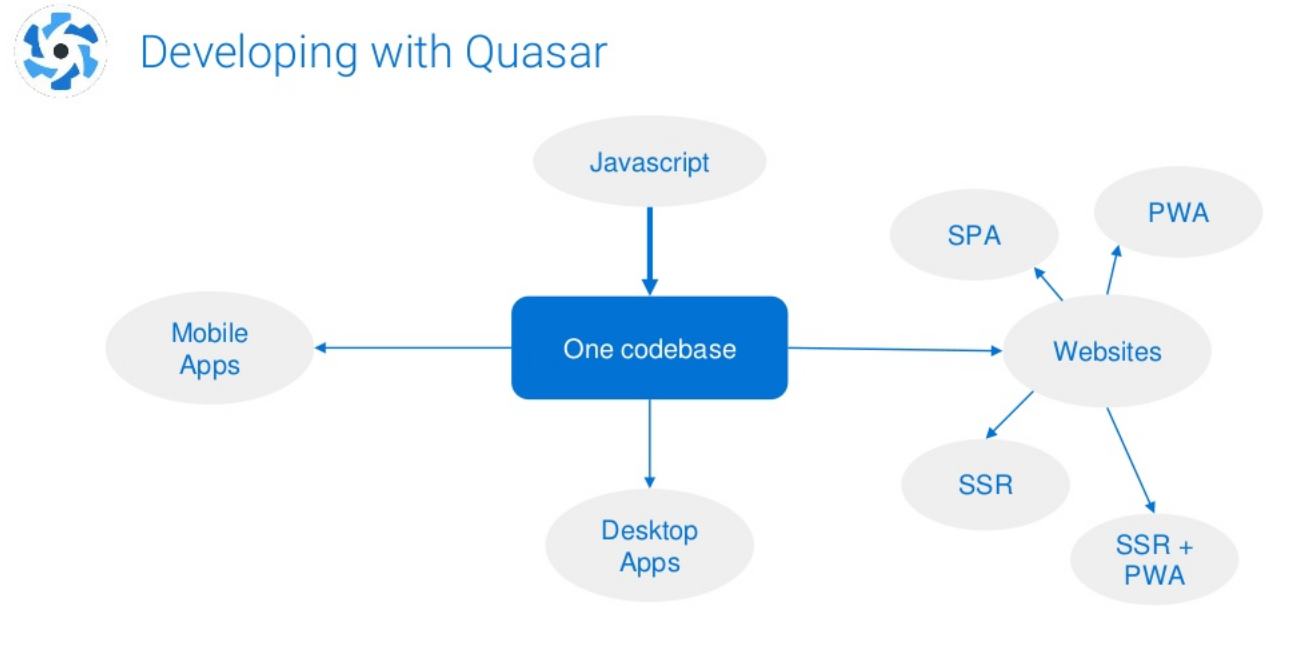 Developing with Quasar
Javascript
PWA
SPA
Mobile
Apps
One codebase
Websites
SSR
Desktop
Apps
SSR +
PWA